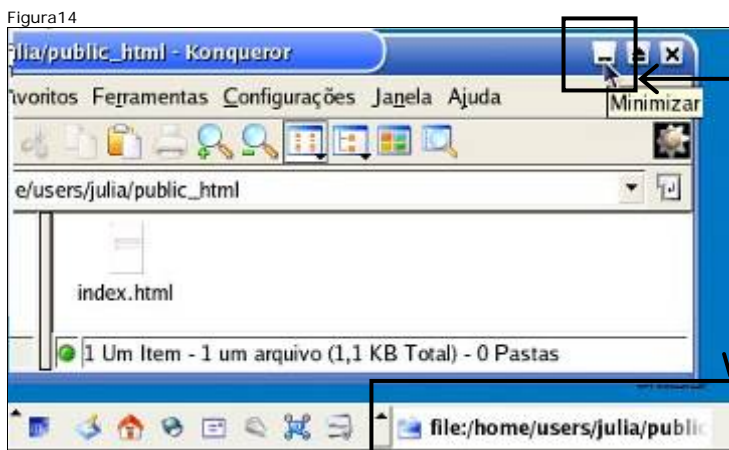 Figura14
ilia/public_html - Konqueror
voritos Ferramentas Configurações Janela Ajuda
Minimizar
e/users/julia/public_html
index.html
1 Um Item - 1 um arquivo (1,1 KB Total) - 0 Pastas
file:/home/users/julia/public